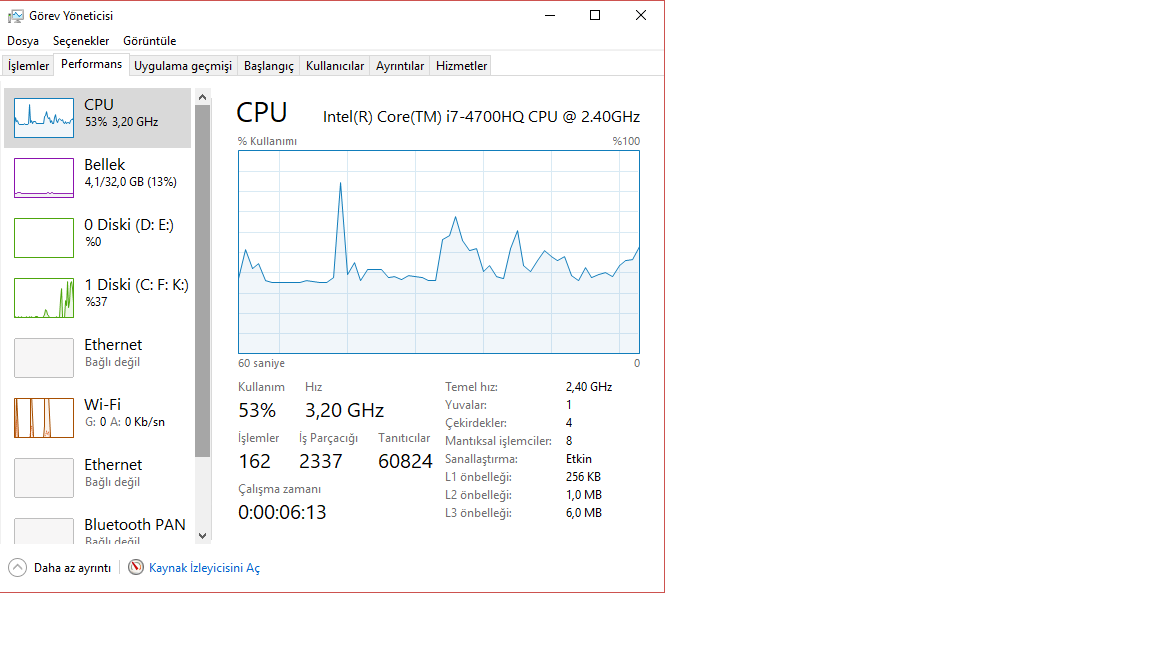 Görev Yöneticisi
Dosya Seçenekler Görüntüle
İşlemler Performans Uygulama geçmişi Başlangıç Kullanıcılar Ayrıntılar Hizmetler
CPU
53% 3,20 GHz
Bellek
4,1/32,0 GB (13%)
0 Diski (D: E:)
%0
1 Diski (C: F: K:)
%37
Ethernet
Bağlı değil
Wi-Fi
G: 0 A: 0 Kb/sn
Ethernet
Bağlı değil
Bluetooth PAN
Bağlı değil
CPU Intel(R) Core(TM) i7-4700HQ CPU @ 2.40GHz
% Kullanımı %100
60 saniye 0
Kullanım Hız
53% 3,20 GHz
İşlemler İş Parçacığı Tanıtıcılar
162 2337 60824
Çalışma zamanı
0:00:06:13
Temel hız: 2,40 GHz
Yuvalar: 1
Çekirdekler: 4
Mantıksal işlemciler: 8
Sanallaştırma: Etkin
L1 önbelleği: 256 KB
L2 önbelleği: 1,0 MB
L3 önbelleği: 6,0 MB
Daha az ayrıntı Kaynak İzleyicisini Aç